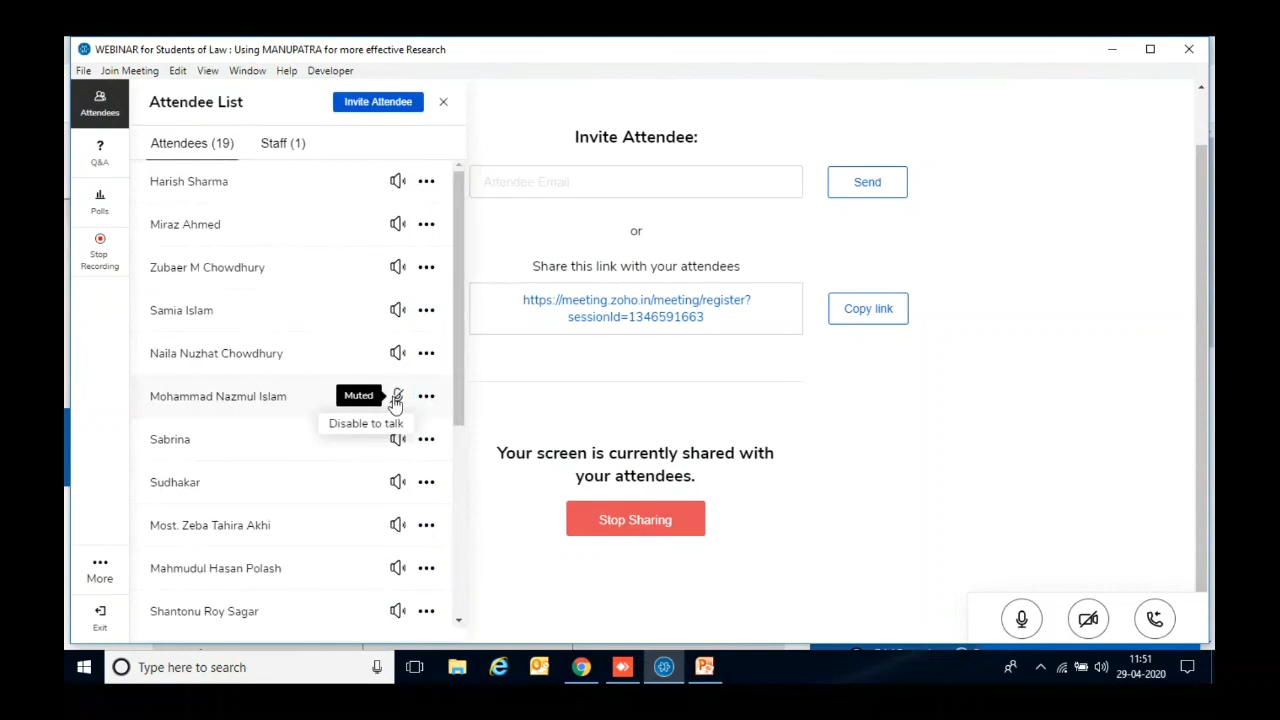 WEBINAR for Students of Law : Using MANUPATRA for more effective Research
File Join Meeting Edit View Window Help Developer
Attendees
Q&A
Polls
Stop
Recording
More
Exit
Attendee List
Invite Attendee
Attendees (19)
Staff (1)
Harish Sharma
Miraz Ahmed
Zubaer M Chowdhury
Samia Islam
Naila Nuzhat Chowdhury
Mohammad Nazmul Islam
Muted
Disable to talk
Sabrina
Sudhakar
Most. Zeba Tahira Akhi
Mahmudul Hasan Polash
Shantonu Roy Sagar
Invite Attendee:
Attendee Email
Send
or
Share this link with your attendees
https://meeting.zoho.in/meeting/register?
sessionId=1346591663
Copy link
Your screen is currently shared with
your attendees.
Stop Sharing
Type here to search
11:51
29-04-2020